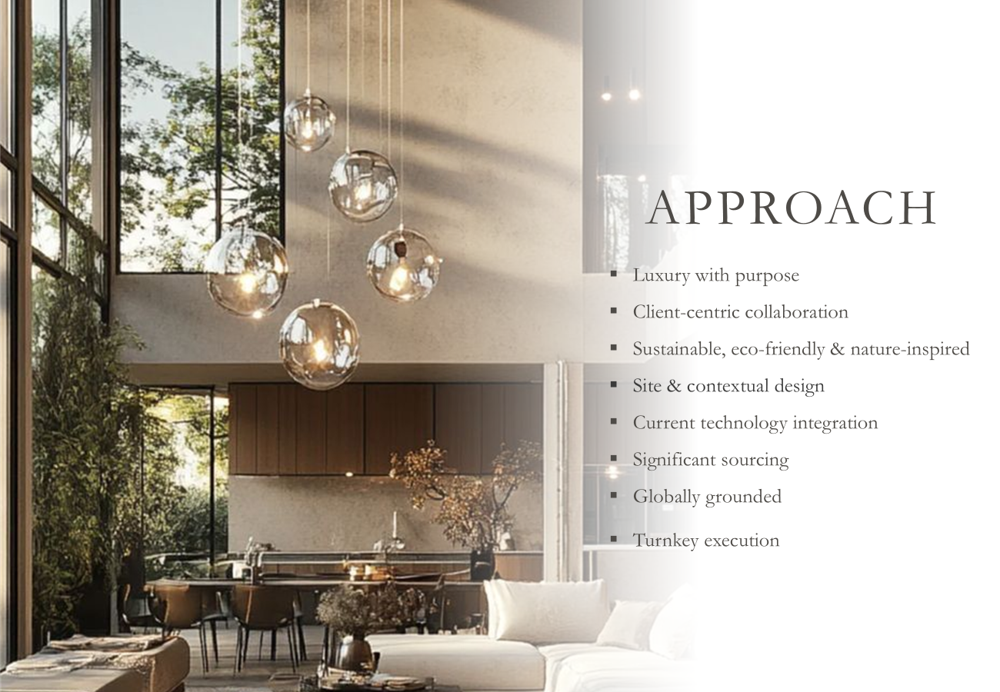 APPROACH
▪ Luxury with purpose
▪ Client-centric collaboration
▪ Sustainable, eco-friendly & nature-inspired
▪ Site & contextual design
▪ Current technology integration
▪ Significant sourcing
▪ Globally grounded
▪ Turnkey execution